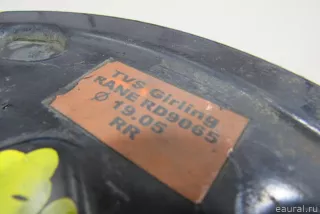 TVS Girling
RANE RD9065
Ø 19.05
RR
© eaural.ru